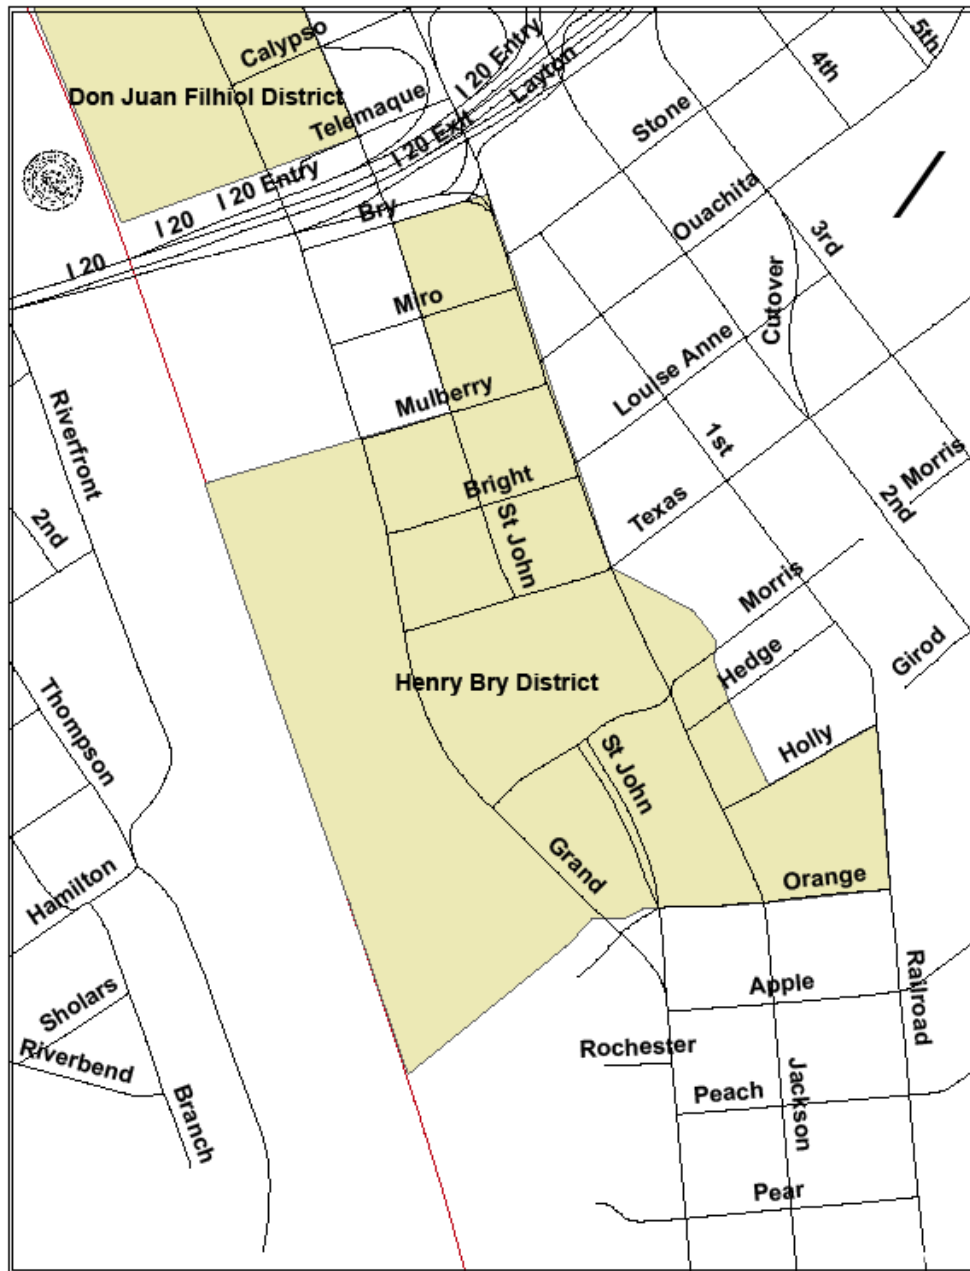 Calypso
5th
4th
I 20 Entry
Layton
Don Juan Filhiol District
Telemaque
Stone
I 20 Exit
I 20 Entry
Ouachita
Bry
I 20
I 20
3rd
Miro
Cutover
Louise Anne
Mulberry
Riverfront
1st
Morris
Bright
Texas
2nd
2nd
St John
Morris
Girod
Hedge
Henry Bry District
Thompson
Holly
St John
Grand
Orange
Hamilton
Railroad
Apple
Sholars
Rochester
Riverbend
Jackson
Peach
Branch
Pear